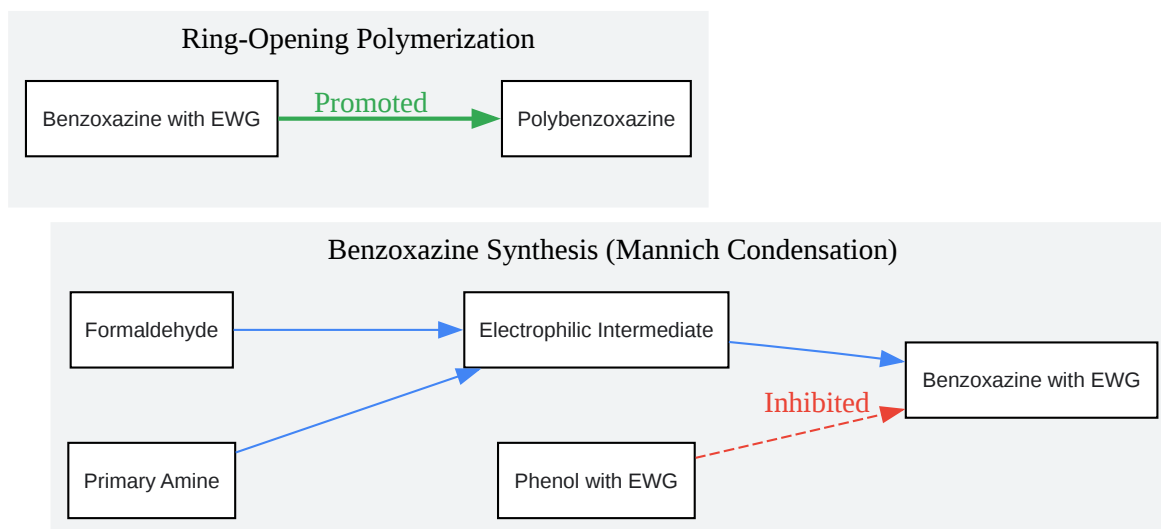 Ring-Opening Polymerization
Benzoxazine with EWG
Promoted
Polybenzoxazine
Benzoxazine Synthesis (Mannich Condensation)
Formaldehyde
Electrophilic Intermediate
Benzoxazine with EWG
Inhibited
Primary Amine
Phenol with EWG